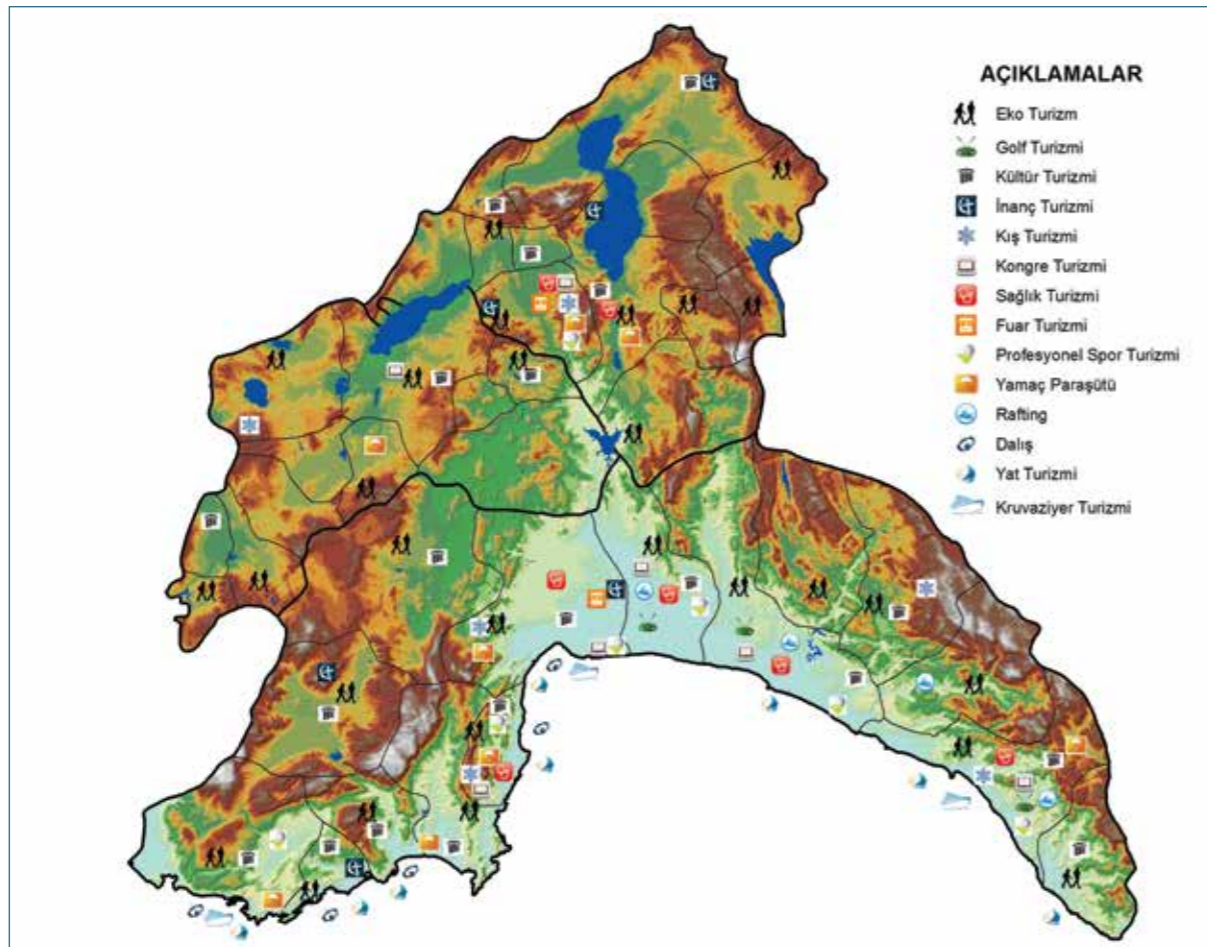 AÇIKLAMALAR
Eko Turizm
Golf Turizmi
Kültür Turizmi
İnanç Turizmi
Kış Turizmi
Kongre Turizmi
Sağlık Turizmi
Fuar Turizmi
Profesyonel Spor Turizmi
Yamaç Paraşütü
Rafting
Dalış
Yat Turizmi
Kruvaziyer Turizmi